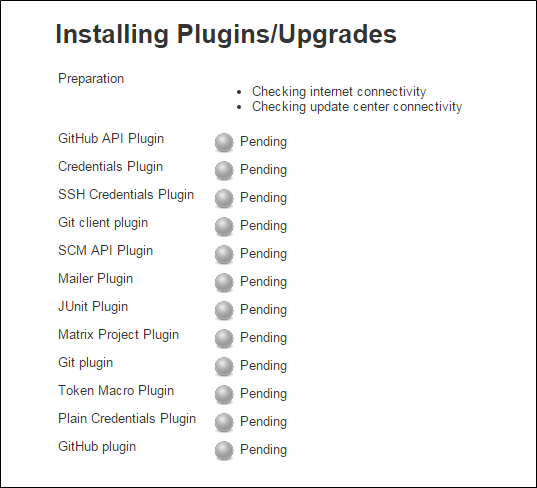 Installing Plugins/Upgrades
Preparation
Checking internet connectivity
Checking update center connectivity
GitHub API Plugin Pending
Credentials Plugin Pending
SSH Credentials Plugin Pending
Git client plugin Pending
SCM API Plugin Pending
Mailer Plugin Pending
JUnit Plugin Pending
Matrix Project Plugin Pending
Git plugin Pending
Token Macro Plugin Pending
Plain Credentials Plugin Pending
GitHub plugin Pending